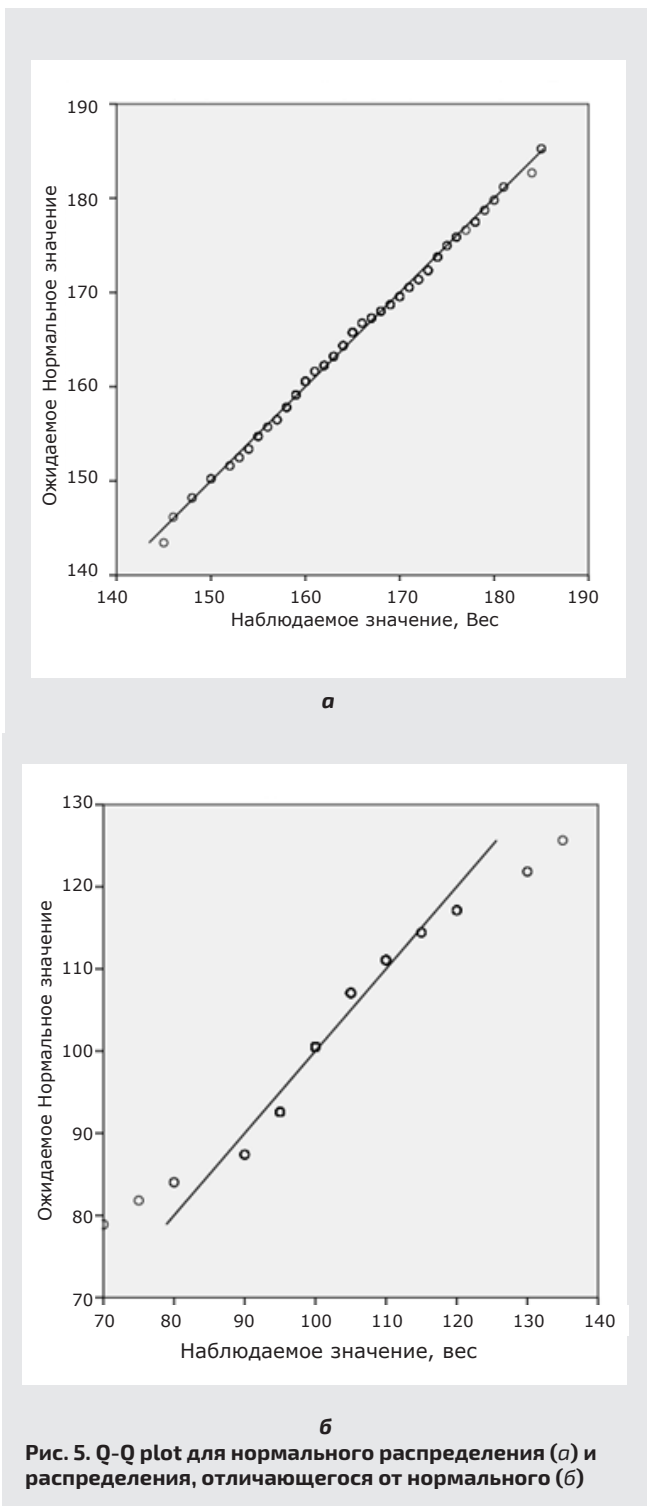 190
180
170
160
150
140
Ожидаемое Нормальное значение
140 150 160 170 180 190
Наблюдаемое значение, Вес
а
130
120
110
100
90
80
70
Ожидаемое Нормальное значение
70 80 90 100 110 120 130 140
Наблюдаемое значение, вес
б
Рис. 5. Q-Q plot для нормального распределения (а) и
распределения, отличающегося от нормального (б)